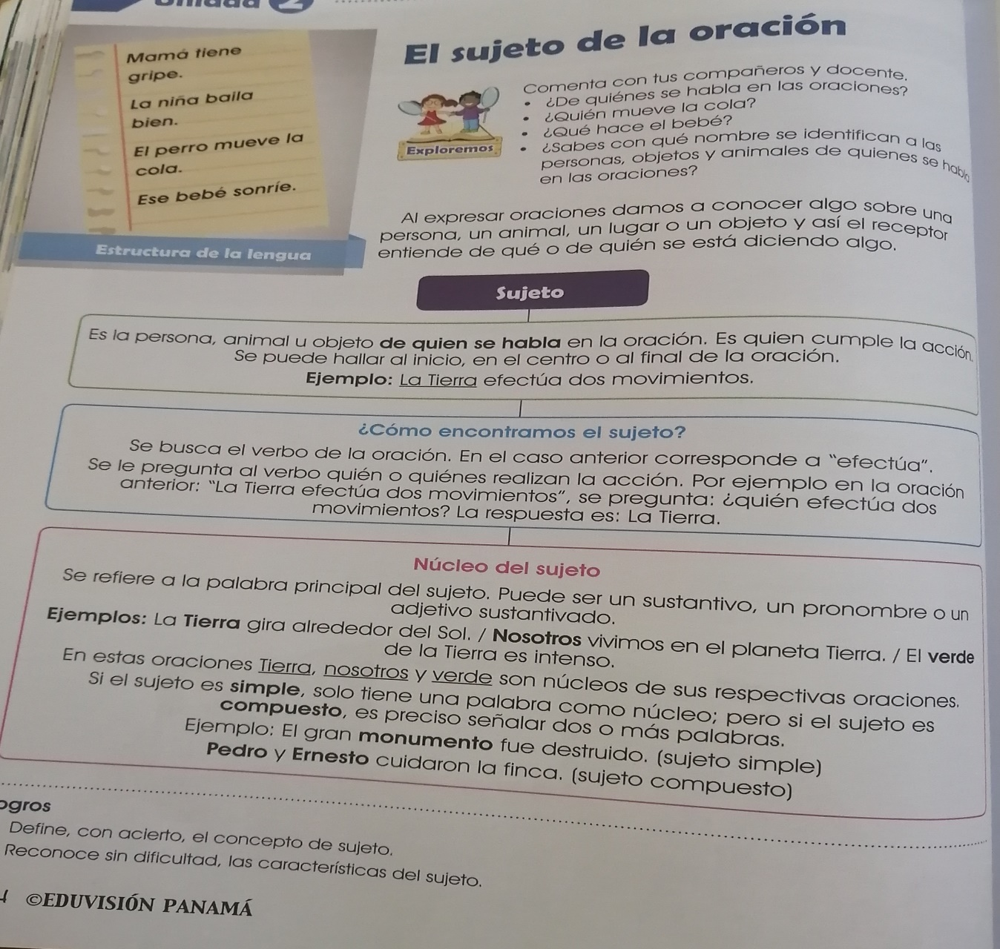 Unidad 2
Mamá tiene
gripe.
La niña baila
bien.
El perro mueve la
cola.
Ese bebé sonríe.
Estructura de la lengua
El sujeto de la oración
Exploremos
Comenta con tus compañeros y docente.
• ¿De quiénes se habla en las oraciones?
• ¿Quién mueve la cola?
• ¿Qué hace el bebé?
• ¿Sabes con qué nombre se identifican a las
personas, objetos y animales de quienes se habla
en las oraciones?
Al expresar oraciones damos a conocer algo sobre una
persona, un animal, un lugar o un objeto y así el receptor
entiende de qué o de quién se está diciendo algo.
Sujeto
Es la persona, animal u objeto de quien se habla en la oración. Es quien cumple la acción.
Se puede hallar al inicio, en el centro o al final de la oración.
Ejemplo: La Tierra efectúa dos movimientos.
¿Cómo encontramos el sujeto?
Se busca el verbo de la oración. En el caso anterior corresponde a "efectúa".
Se le pregunta al verbo quién o quiénes realizan la acción. Por ejemplo en la oración
anterior: "La Tierra efectúa dos movimientos", se pregunta: ¿quién efectúa dos
movimientos? La respuesta es: La Tierra.
Núcleo del sujeto
Se refiere a la palabra principal del sujeto. Puede ser un sustantivo, un pronombre o un
adjetivo sustantivado.
Ejemplos: La Tierra gira alrededor del Sol. / Nosotros vivimos en el planeta Tierra. / El verde
de la Tierra es intenso.
En estas oraciones Tierra, nosotros y verde son núcleos de sus respectivas oraciones.
Si el sujeto es simple, solo tiene una palabra como núcleo; pero si el sujeto es
compuesto, es preciso señalar dos o más palabras.
Ejemplo: El gran monumento fue destruido. (sujeto simple)
Pedro y Ernesto cuidaron la finca. (sujeto compuesto)
ogros
Define, con acierto, el concepto de sujeto.
Reconoce sin dificultad, las características del sujeto.
4 ©EDUVISIÓN PANAMÁ